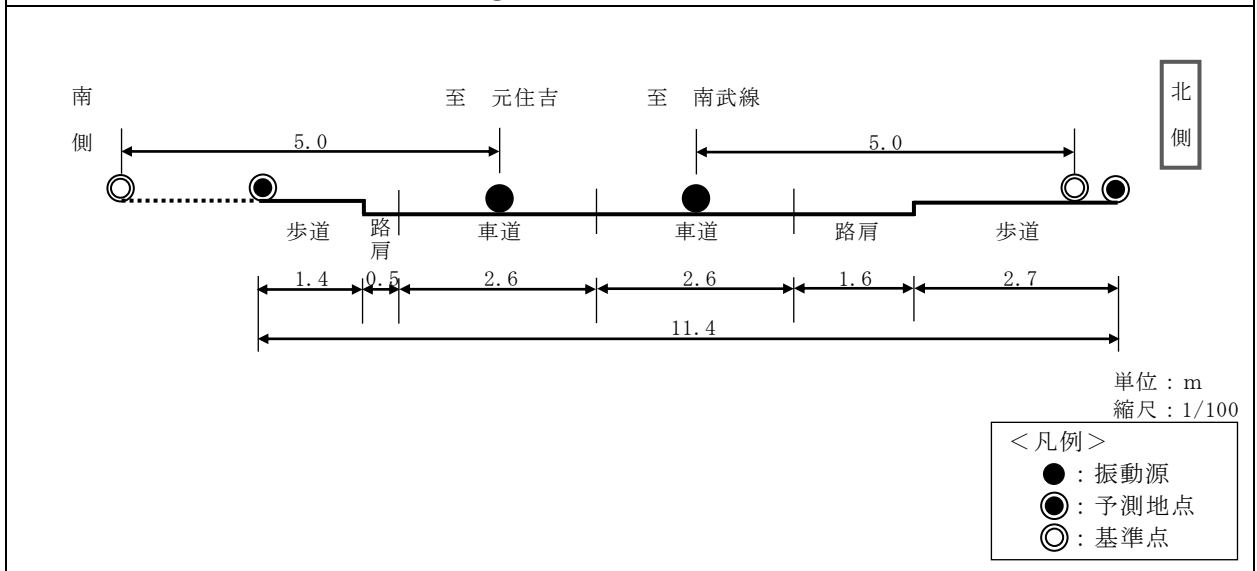 南側
至 元住吉
至 南武線
北側
5.0
5.0
歩道
路肩
車道
車道
路肩
歩道
1.4
0.5
2.6
2.6
1.6
2.7
11.4
単位：m
縮尺：1/100
＜凡例＞
：振動源
：予測地点
：基準点